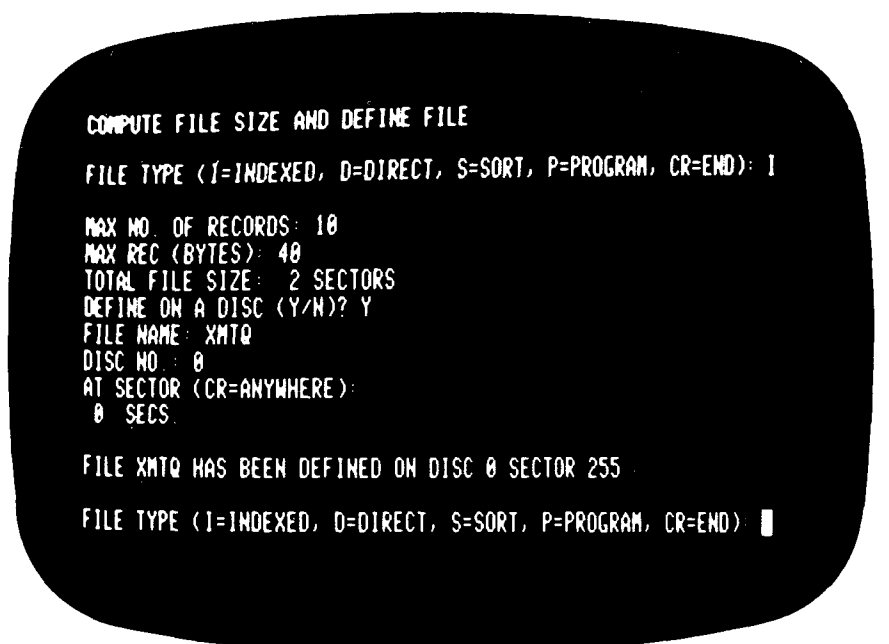 COMPUTE FILE SIZE AND DEFINE FILE
FILE TYPE (I=INDEXED, D=DIRECT, S=SORT, P=PROGRAM, CR=END): I
MAX NO. OF RECORDS: 10
MAX REC (BYTES): 40
TOTAL FILE SIZE: 2 SECTORS
DEFINE ON A DISC (Y/N)? Y
FILE NAME: XMTQ
DISC NO.: 0
AT SECTOR (CR=ANYWHERE):
0 SECS.
FILE XMTQ HAS BEEN DEFINED ON DISC 0 SECTOR 255
FILE TYPE (I=INDEXED, D=DIRECT, S=SORT, P=PROGRAM, CR=END):